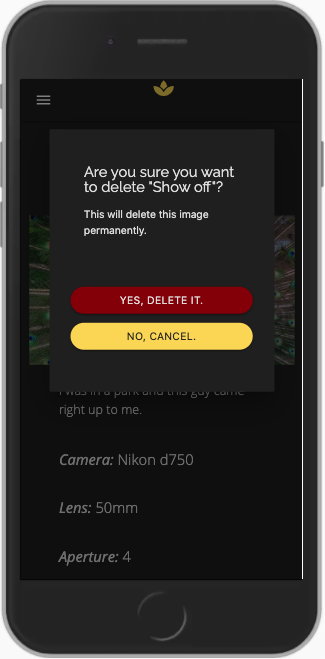 Are you sure you want
to delete "Show off"?
This will delete this image
permanently.
YES, DELETE IT.
NO, CANCEL.
I was in a park and this guy came
right up to me.
Camera: Nikon d750
Lens: 50mm
Aperture: 4